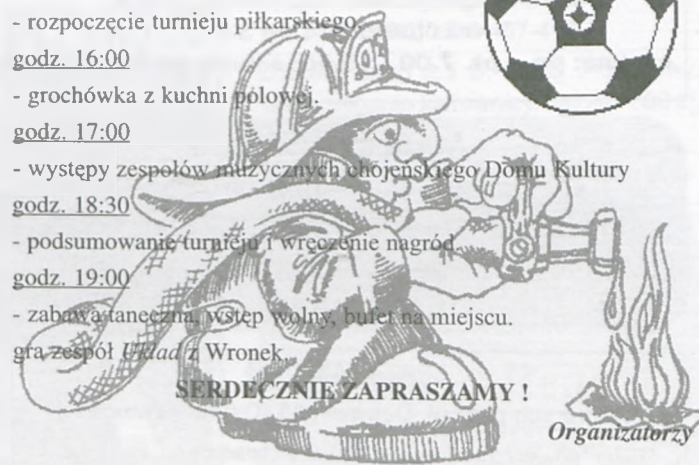 - rozpoczęcie turnieju piłkarskiego.
godz. 16:00
- grochówka z kuchni polowej.
godz. 17:00
- występy zespołów muzycznych chojeńskiego Domu Kultury
godz. 18:30
- podsumowanie turnieju i wręczenie nagród.
godz. 19:00
- zabawa taneczna, wstęp wolny, bufet na miejscu.
gra zespół Układ z Wronek.
SERDECZNIE ZAPRASZAMY !
Organizatorzy